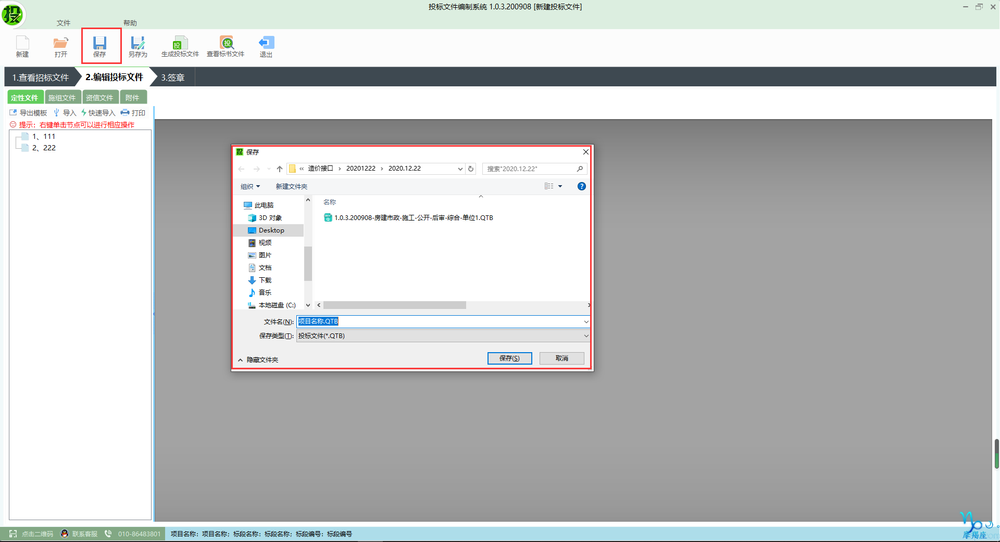 投标文件编制系统 1.0.3.200908 [新建投标文件]
文件 帮助
新建 打开 保存 另存为 生成投标文件 查看标书文件 退出
1.查看招标文件 2.编辑投标文件 3.签章
定性文件 施组文件 资信文件 附件
导出模板 导入 快速导入 打印
提示：右键单击节点可以进行相应操作
1、111
2、222
保存
« 造价接口 › 20201222 › 2020.12.22
搜索"2020.12.22"
组织 新建文件夹
名称
此电脑
3D 对象
1.0.3.200908-房建市政-施工-公开-后审-综合-单位1.QTB
Desktop
视频
图片
文档
下载
音乐
本地磁盘 (C:)
文件名(N): 项目名称.QTB
保存类型(T): 投标文件(*.QTB)
隐藏文件夹 保存(S) 取消
点击二维码 联系客服 010-86483801 项目名称：项目名称；标段名称：标段名称；标段编号：标段编号
摩羯座